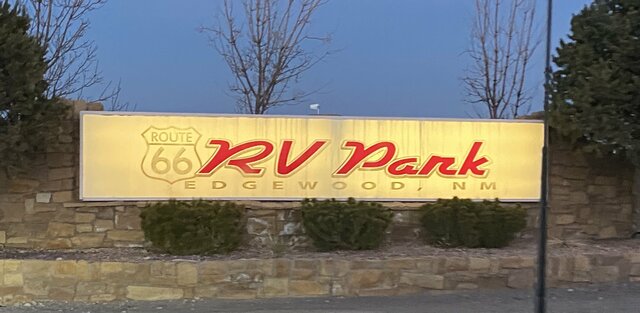 ROUTE
66
RV Park
EDGEWOOD, NM